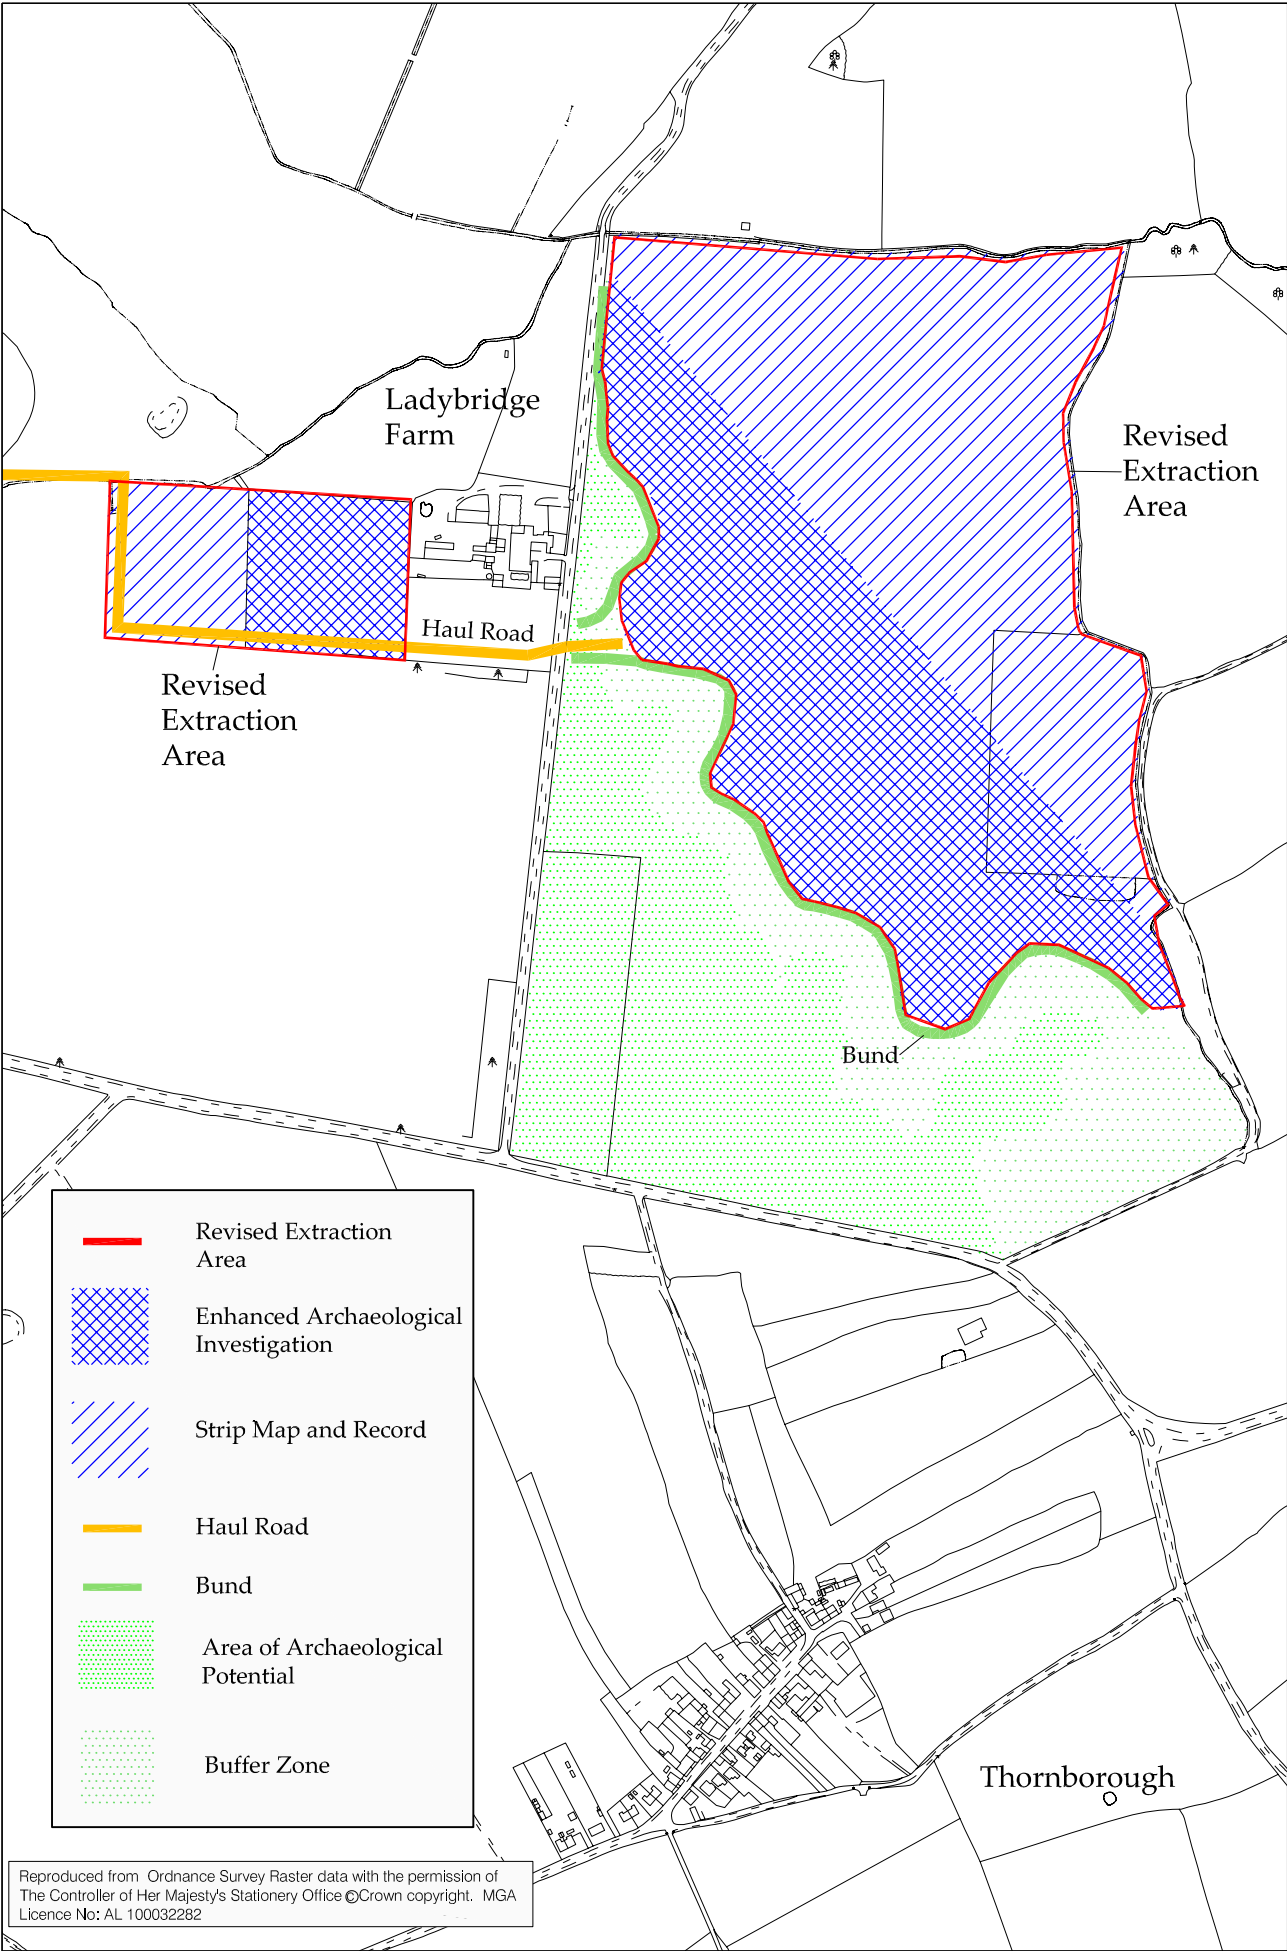 Ladybridge
Farm
Revised
Extraction
Area
Haul Road
Revised
Extraction
Area
Bund
Revised Extraction
Area
Enhanced Archaeological
Investigation
Strip Map and Record
Haul Road
Bund
Area of Archaeological
Potential
Buffer Zone
Thornborough
Reproduced from Ordnance Survey Raster data with the permission of
The Controller of Her Majesty's Stationery Office ©Crown copyright. MGA
Licence No: AL 100032282